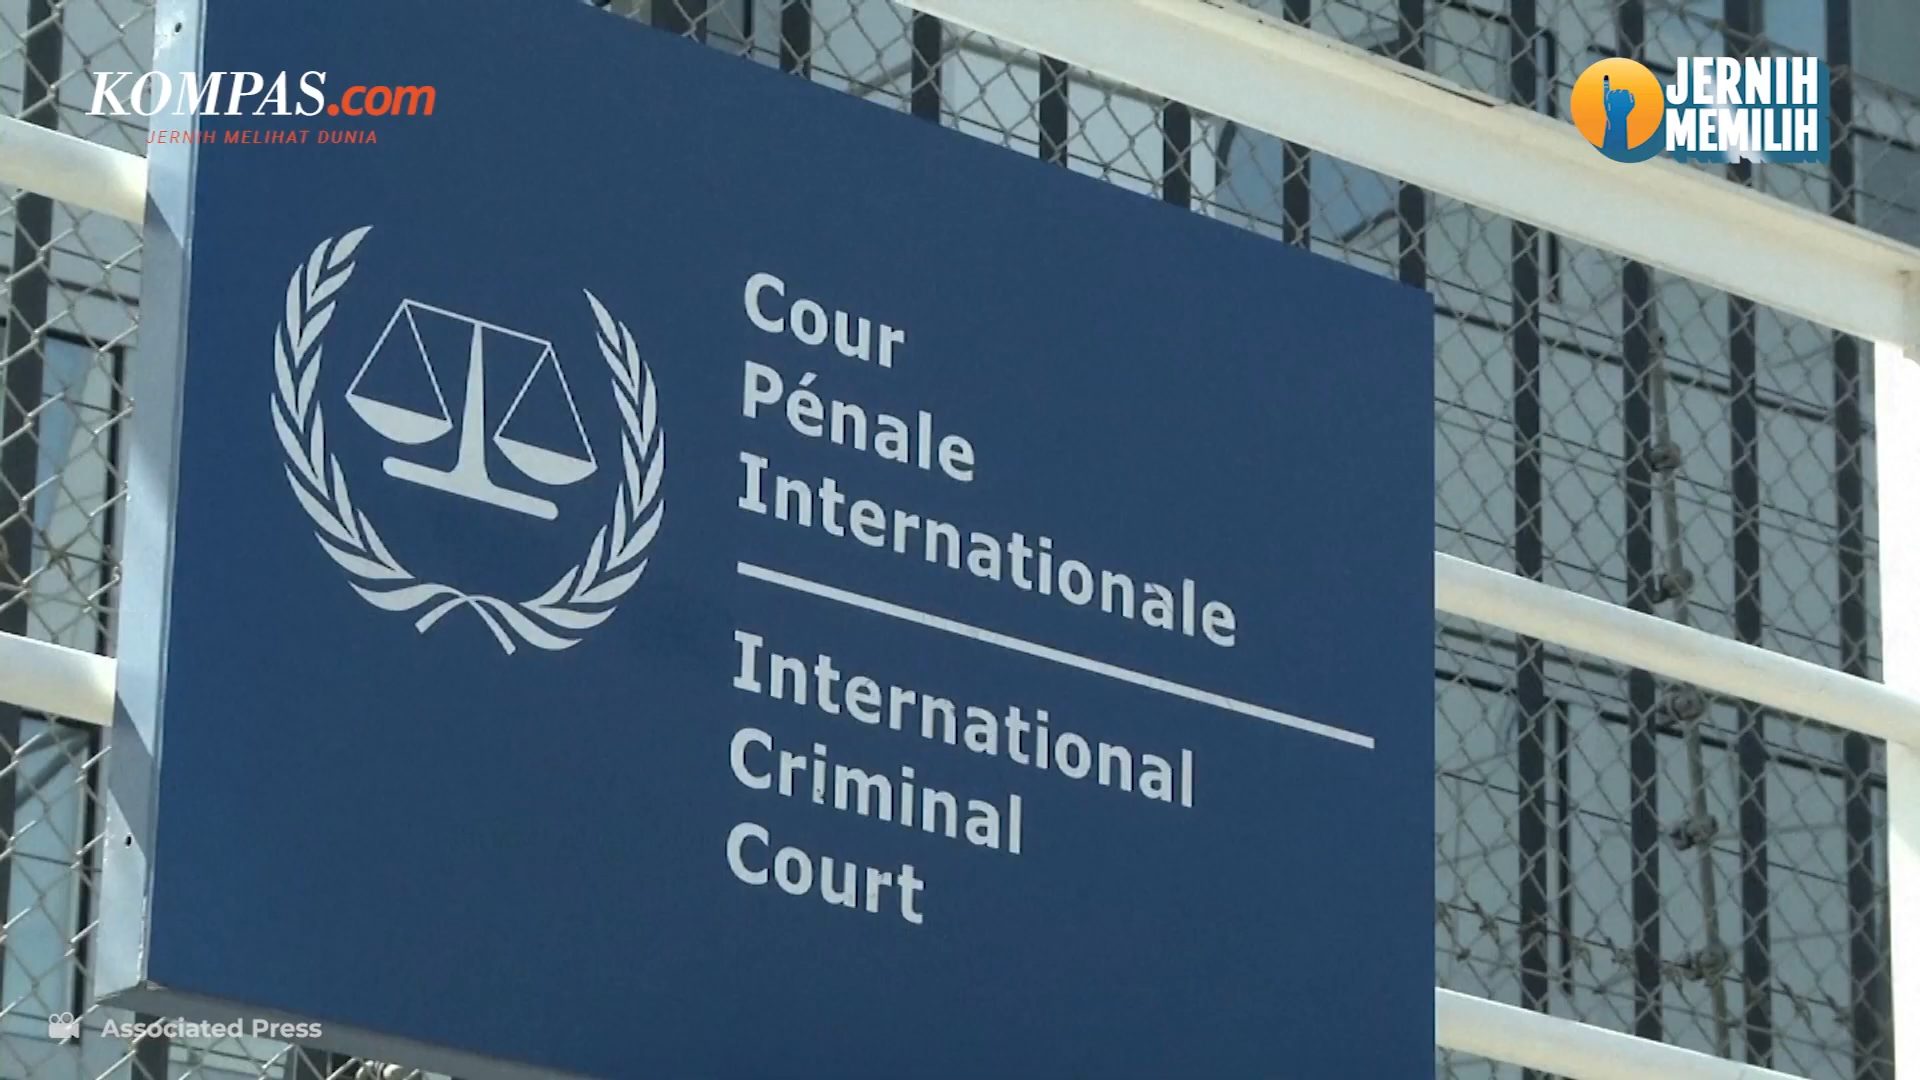 KOMPAS.com
JERNIH MELIHAT DUNIA
JERNIH
MEMILIH
Cour
Pénale
Internationale
International
Criminal
Court
Associated Press